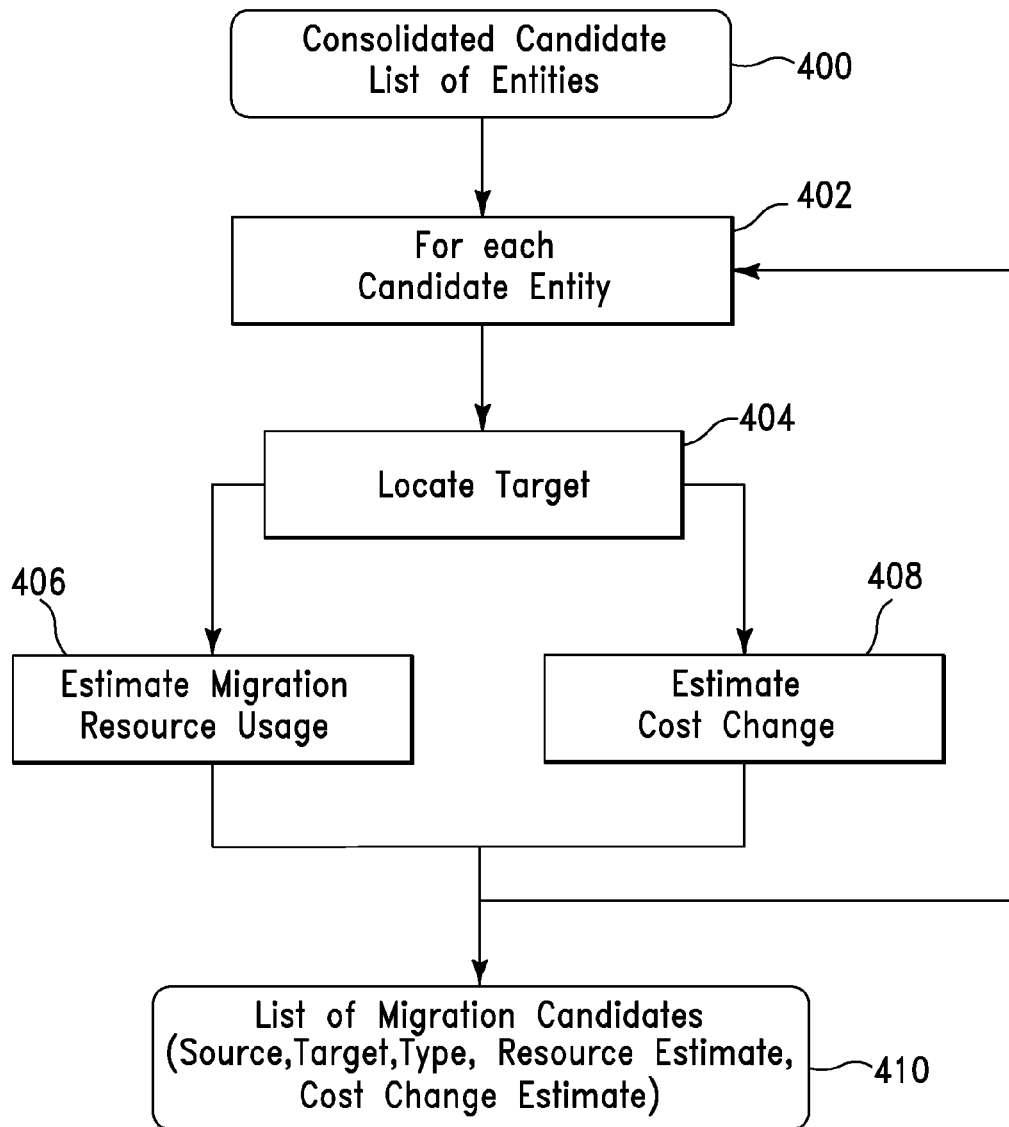 Consolidated Candidate
List of Entities
400
402
For each
Candidate Entity
404
Locate Target
406
408
Estimate Migration
Resource Usage
Estimate
Cost Change
List of Migration Candidates
(Source,Target,Type, Resource Estimate,
Cost Change Estimate)
410